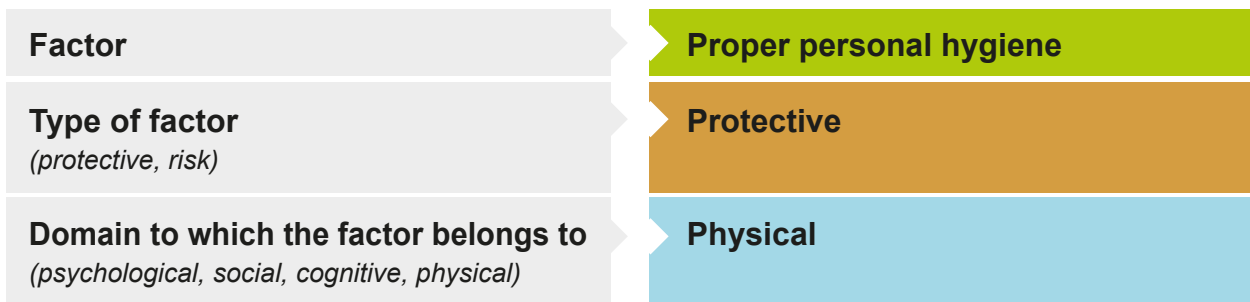 Factor
Proper personal hygiene
Type of factor
(protective, risk)
Protective
Domain to which the factor belongs to
(psychological, social, cognitive, physical)
Physical